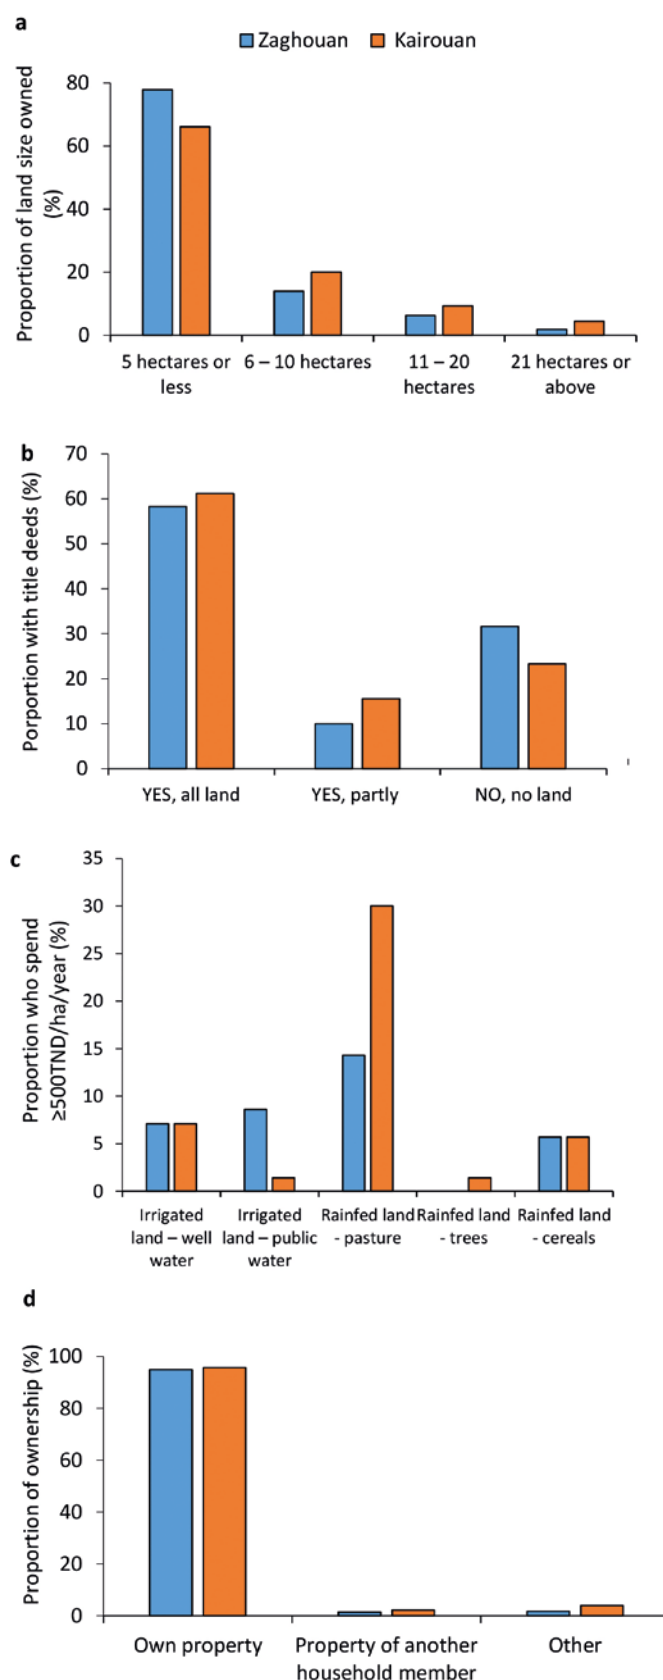 a
Zaghouan Kairouan
Proportion of land size owned
(%)
80
60
40
20
0
5 hectares or 6 – 10 hectares 11 – 20 21 hectares or
less hectares above
b
Porportion with title deeds (%)
70
60
50
40
30
20
10
0
YES, all land YES, partly NO, no land
c
Proportion who spend
≥500TND/ha/year (%)
35
30
25
20
15
10
5
0
Irrigated Irrigated Rainfed land Rainfed land Rainfed land
land – well land – public - pasture - trees - cereals
water water
d
Proportion of ownership (%)
100
80
60
40
20
0
Own property Property of another Other
household member